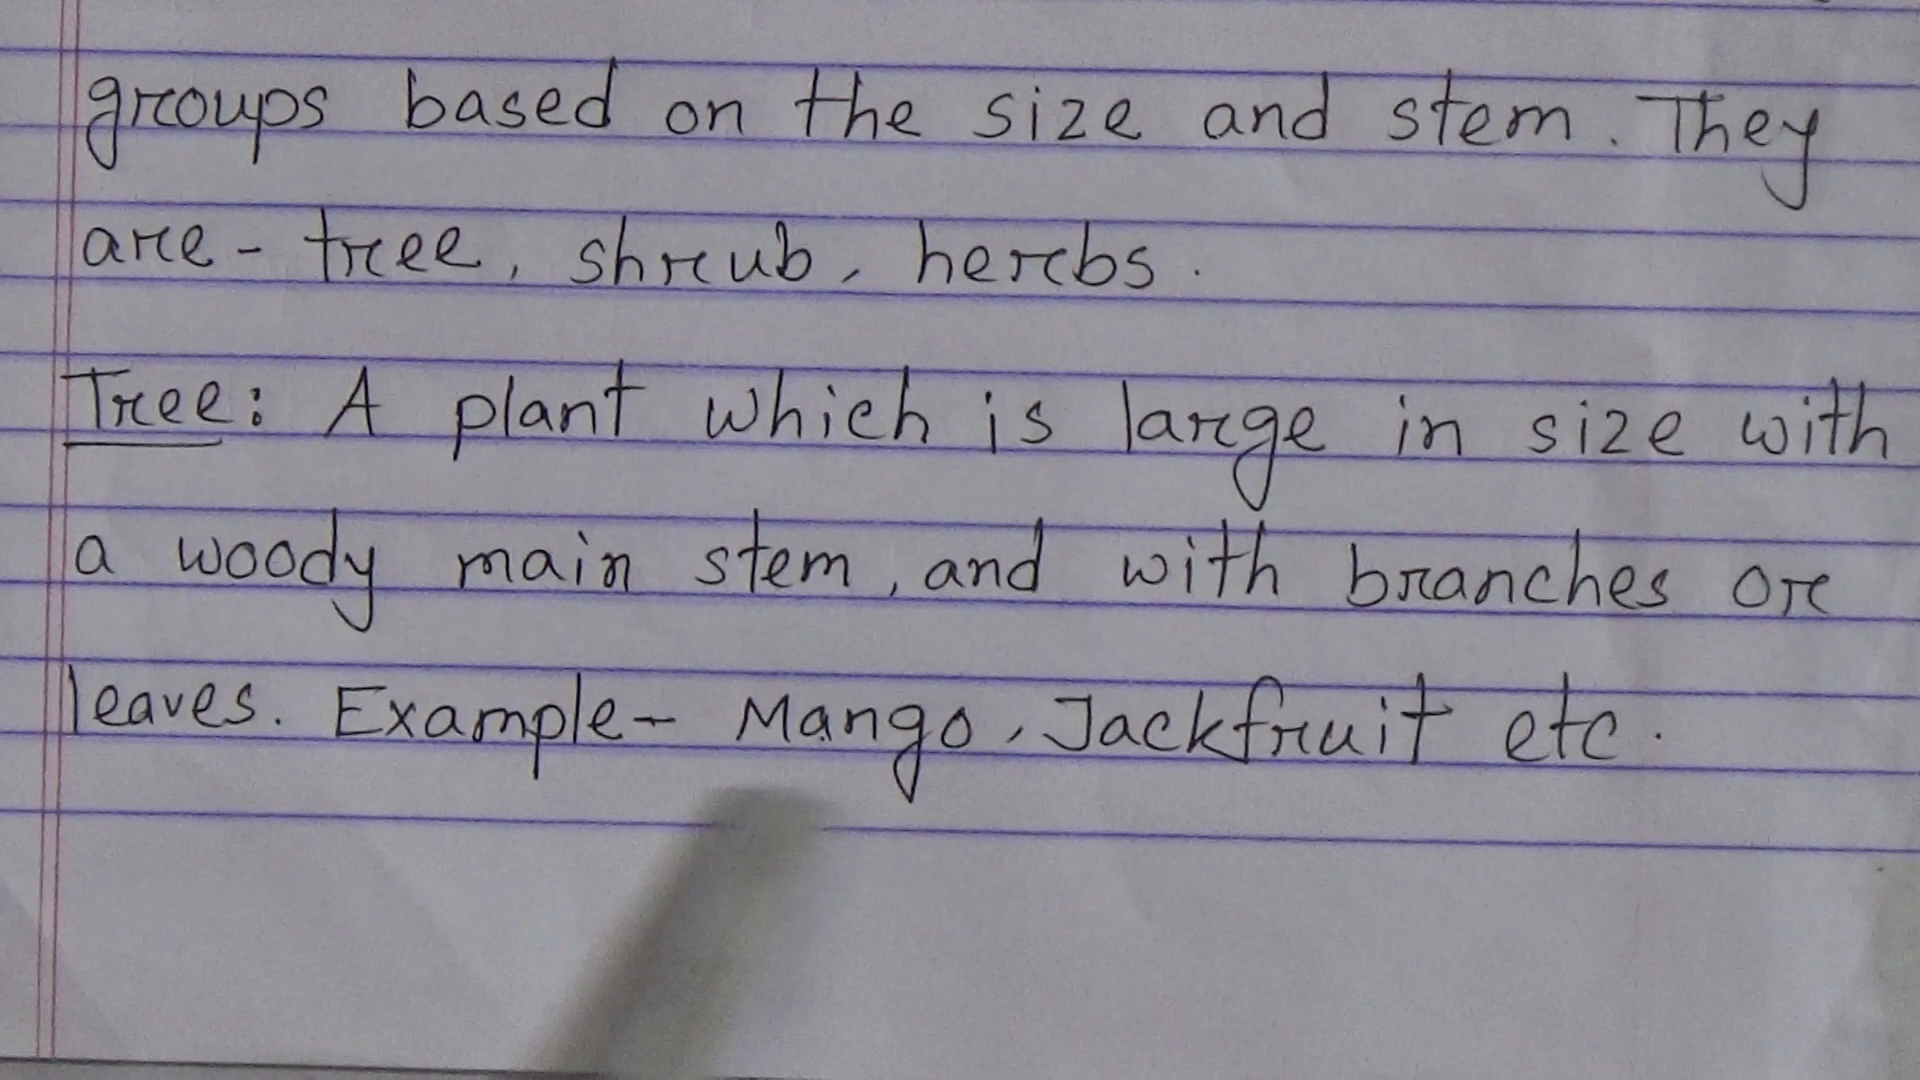 groups based on the size and stem. They
are - tree, shrub, herbs.
Tree: A plant which is large in size with
a woody main stem, and with branches or
leaves. Example - Mango, Jackfruit etc.